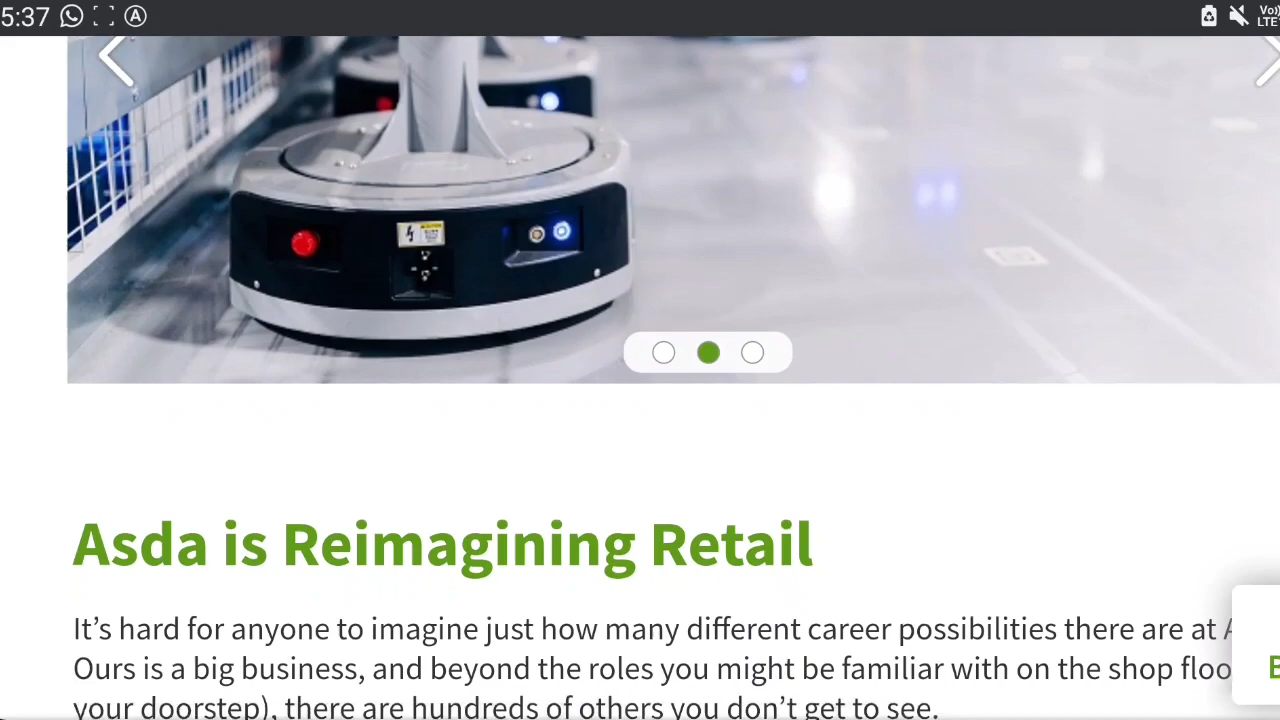 5:37
Vo))
LTE
Asda is Reimagining Retail
It’s hard for anyone to imagine just how many different career possibilities there are at
Ours is a big business, and beyond the roles you might be familiar with on the shop floo
your doorstep), there are hundreds of others you don’t get to see.